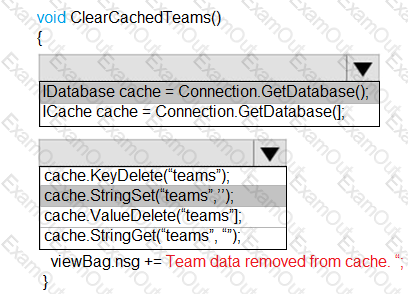 void ClearCachedTeams()
{
IDatabase cache = Connection.GetDatabase();
ICache cache = Connection.GetDatabase(];
cache.KeyDelete(“teams”);
cache.StringSet(“teams”,’’);
cache.ValueDelete(“teams”];
cache.StringGet(“teams”, “”);
viewBag.nsg += Team data removed from cache. “;
}